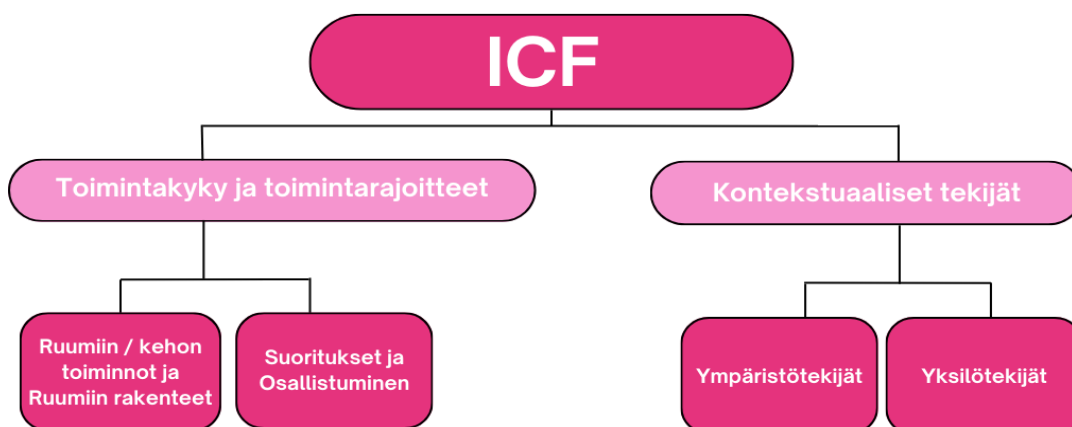 ICF
Toimintakyky ja toimintarajoitteet
Kontekstuaaliset tekijät
Ruumiin / kehon
toiminnot ja
Ruumiin rakenteet
Suoritukset ja
Osallistuminen
Ympäristötekijät
Yksilötekijät